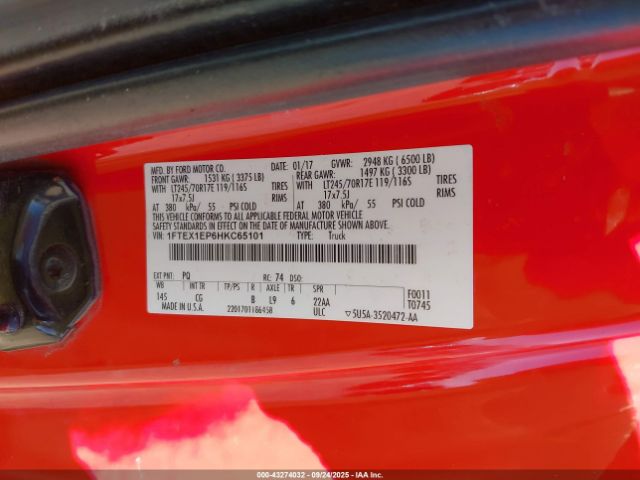 MFD. BY FORD MOTOR CO. DATE: 01/17 GVWR: 2948 KG ( 6500 LB)
FRONT GAWR: 1531 KG ( 3375 LB) REAR GAWR: 1497 KG ( 3300 LB)
WITH LT245/70R17E 119/116S TIRES WITH LT245/70R17E 119/116S TIRES
17x7.5J RIMS 17x7.5J RIMS
AT 380 kPa/ 55 PSI COLD AT 380 kPa/ 55 PSI COLD
THIS VEHICLE CONFORMS TO ALL APPLICABLE FEDERAL MOTOR VEHICLE
SAFETY STANDARDS IN EFFECT ON THE DATE OF MANUFACTURE SHOWN ABOVE.
VIN: 1FTEX1EP6HKC65101 TYPE: Truck
EXT PNT: PQ RC: 74 DSO:
WB INT TR TP/PS R AXLE TR SPR F0011
145 CG B L9 6 22AA T0745
MADE IN U.S.A. 2201701186450 ULC ▽5USA-3520472-AA
000-43274032 - 09/24/2025 - IAAI.COM